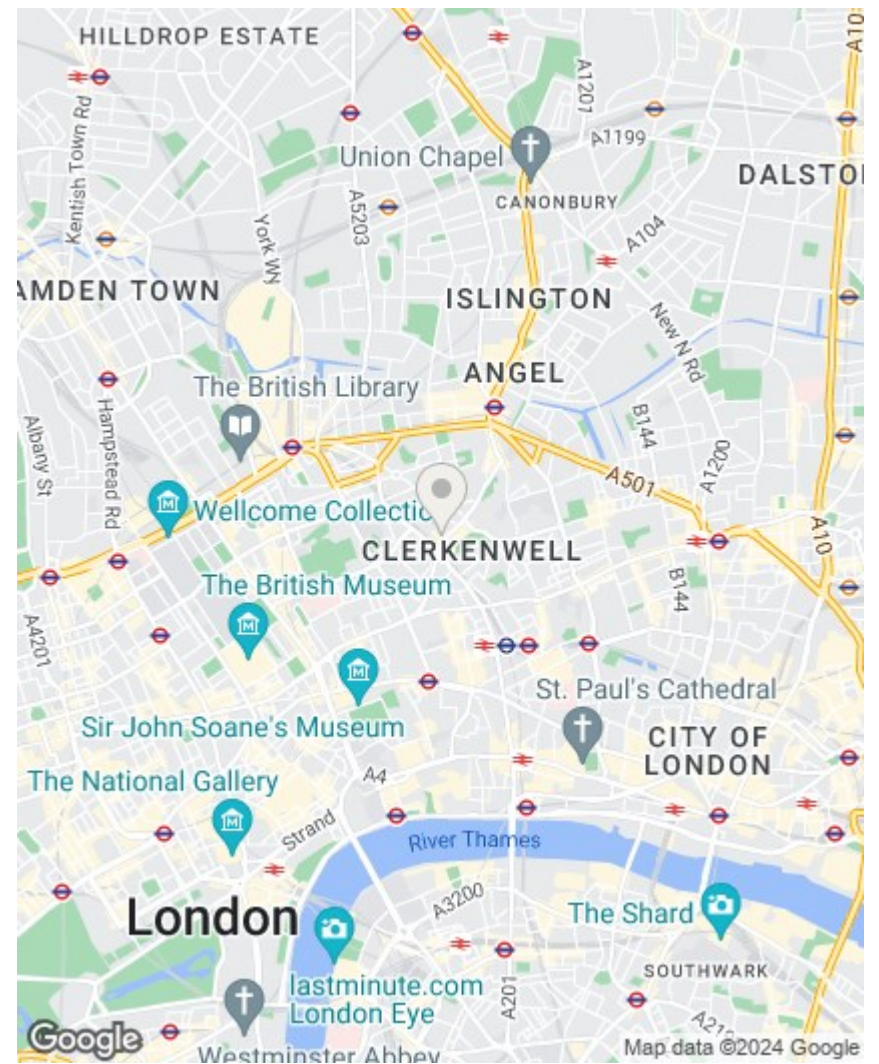 HILLDROP ESTATE
A10
A1201
Kentish Town Rd
Union Chapel
A1199
DALSTO
CANONBURY
York Wy
A5203
A104
AMDEN TOWN
ISLINGTON
New N Rd
ANGEL
The British Library
Albany St
Hampstead Rd
B144
A1200
A501
Wellcome Collectio
A10
CLERKENWELL
The British Museum
B144
A4201
St. Paul's Cathedral
Sir John Soane's Museum
CITY OF
LONDON
The National Gallery
A4
Strand
River Thames
A3200
London
The Shard
SOUTHWARK
lastminute.com
London Eye
A201
Google
Westminster Abbey
Map data ©2024 Google